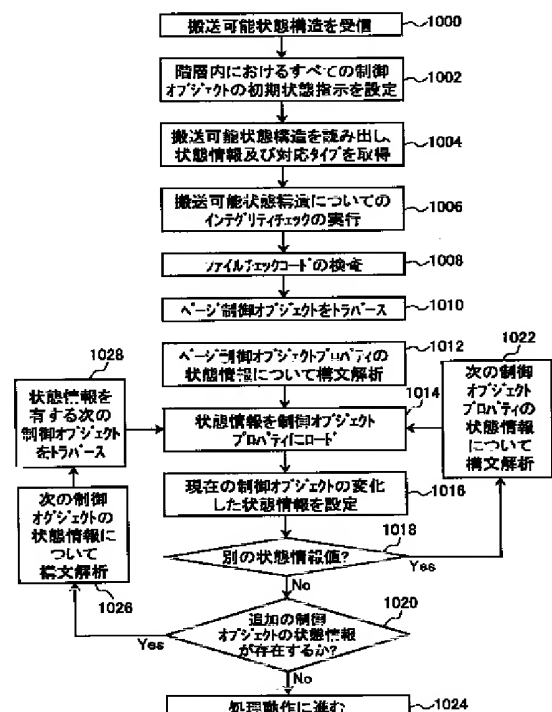 搬送可能状態構造を受信
1000
階層内におけるすべての制御
オブジェクトの初期状態指示を設定
1002
搬送可能状態構造を読み出し、
状態情報及び対応タイプを取得
1004
搬送可能状態構造についての
インテグリティチェックの実行
1006
ファイルチェックコードの検査
1008
ページ制御オブジェクトをトラバース
1010
1012
ページ制御オブジェクトプロパティの
状態情報について構文解析
1014
状態情報を制御オブジェクト
プロパティにロード
現在の制御オブジェクトの変化
した状態情報を設定
1016
1018
別の状態情報値?
Yes
No
1022
次の制御
オブジェクト
プロパティの
状態情報
について
構文解析
1020
追加の制御
オブジェクトの状態情報
が存在するか?
Yes
No
1028
状態情報を
有する次の
制御オブジェクト
をトラバース
次の制御
オブジェクトの
状態情報に
ついて
構文解析
1026
処理動作に進む
1024